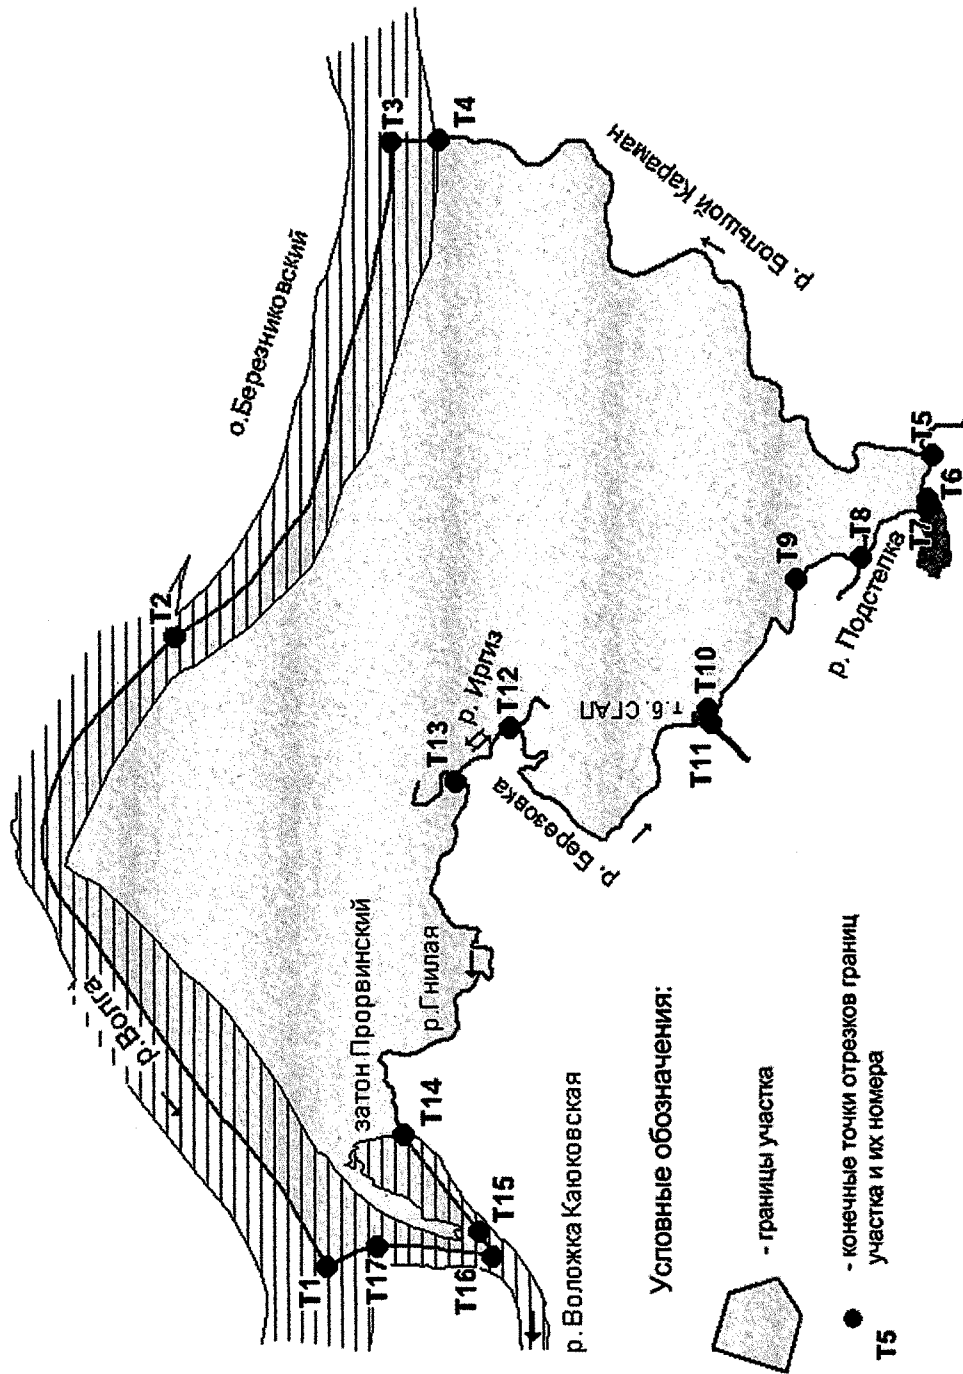 р.Волга
о.Березниковский
р. Большой Караман
р. Подстепка
т.б. СГАП
р. Иргиз
р. Березовка
р.Гнилая
затон Прорвинский
р. Воложка Каюковская
Т1
Т2
Т3
Т4
Т5
Т6
Т7
Т8
Т9
Т10
Т11
Т12
Т13
Т14
Т15
Т16
Т17
Условные обозначения:
- границы участка
Т5
- конечные точки отрезков границ
участка и их номера